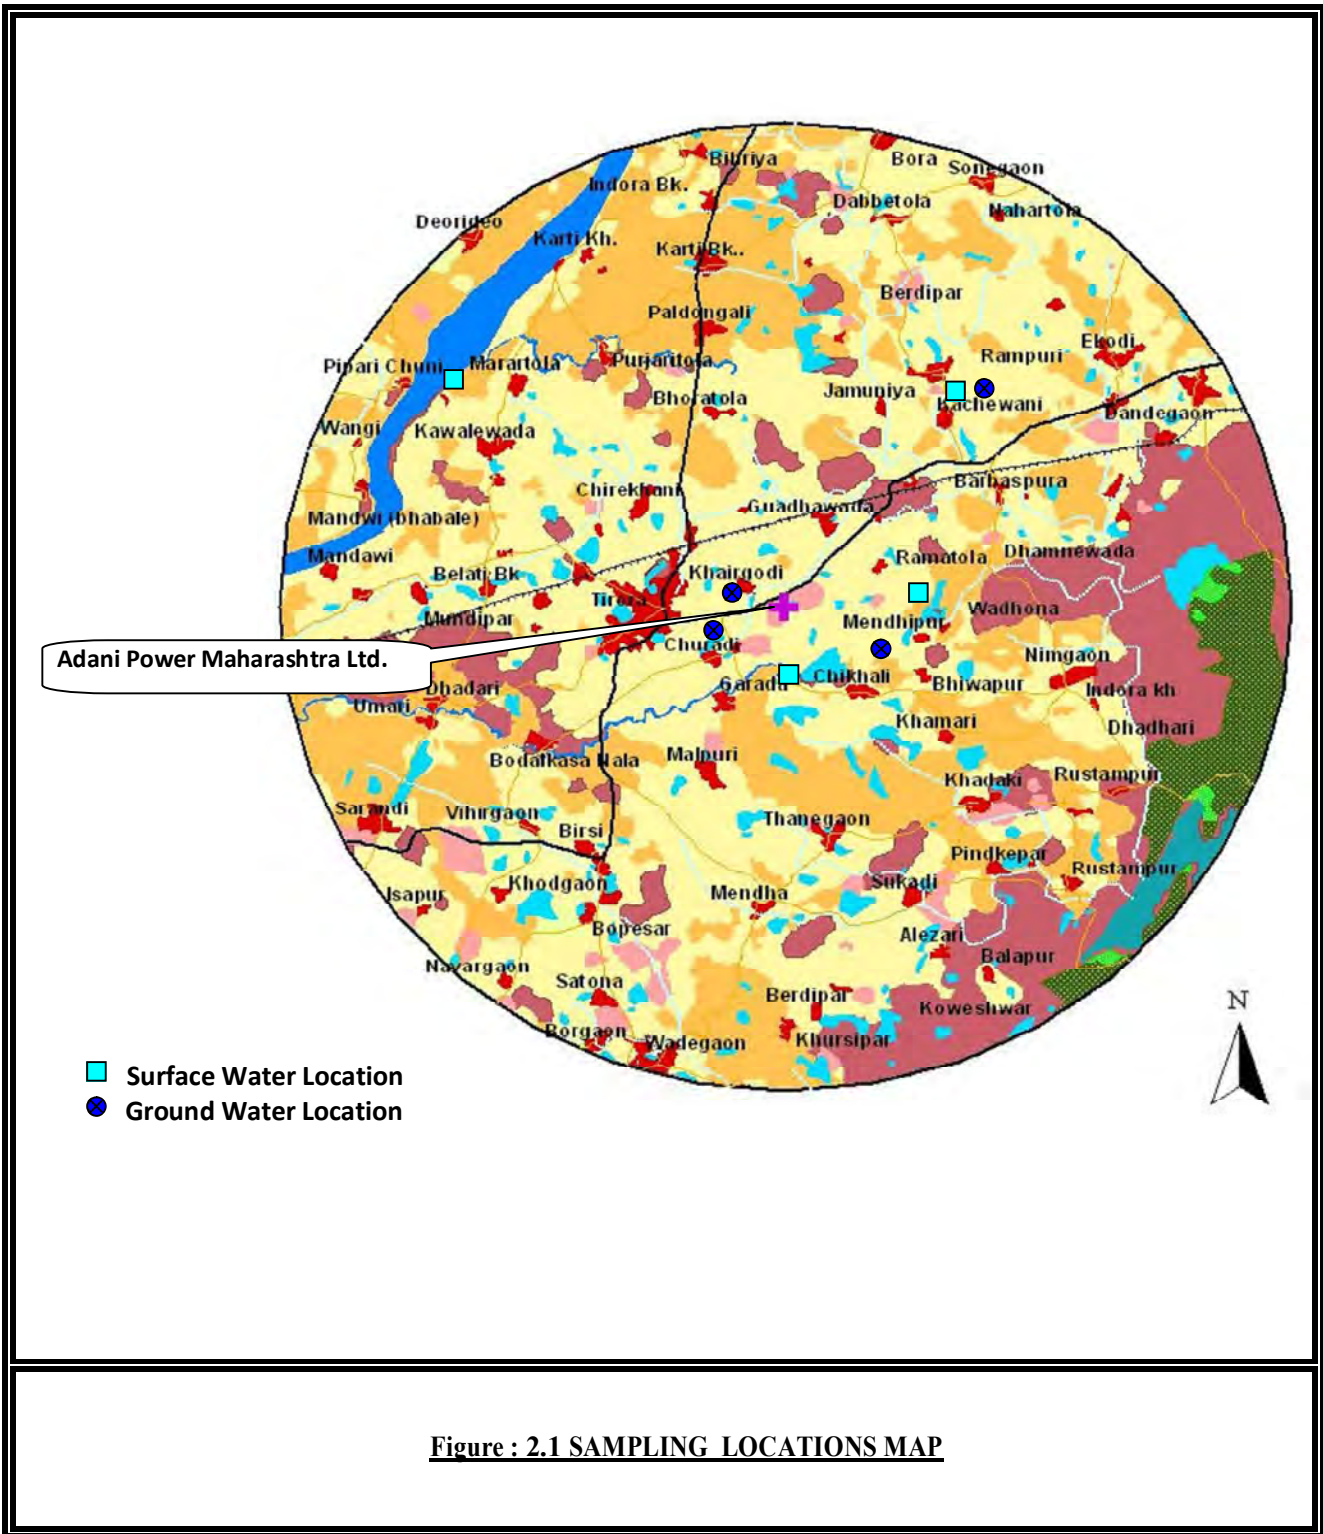 Bihriya
Bora
Sonegaon
Indora Bk.
Dabbetola
Nahartola
Deorideo
Karti Kh.
Karti Bk..
Berdipar
Paldongali
Ekodi
Rampuri
Pipari Chuni
Marartola
Purjantola
Jamuniya
Bhoratola
Kachewani
Dandegaon
Wangi
Kawalewada
Barbaspura
Chirekhani
Guadhawada
Mandwi (bhabale)
Mandawi
Ramatola
Dhamnewada
Belati Bk
Khairgodi
Tirora
Wadhona
Mundipar
Mendhipur
Churadi
Adani Power Maharashtra Ltd.
Nimgaon
Garada
Chikhali
Bhiwapur
Dhadari
Indora kh
Umari
Khamari
Dhadhari
Bodalkasa Nala
Malpuri
Khadaki
Rustampur
Sarandi
Vihirgaon
Thanegaon
Birsi
Pindkepar
Rustampur
Isapur
Khodgaon
Mendha
Sukadi
Bopesar
Alezari
Balapur
Navargaon
Satona
Berdipar
Koweshwar
N
Borgaon
Wadegaon
Khursipar
Surface Water Location
Ground Water Location
Figure : 2.1 SAMPLING LOCATIONS MAP